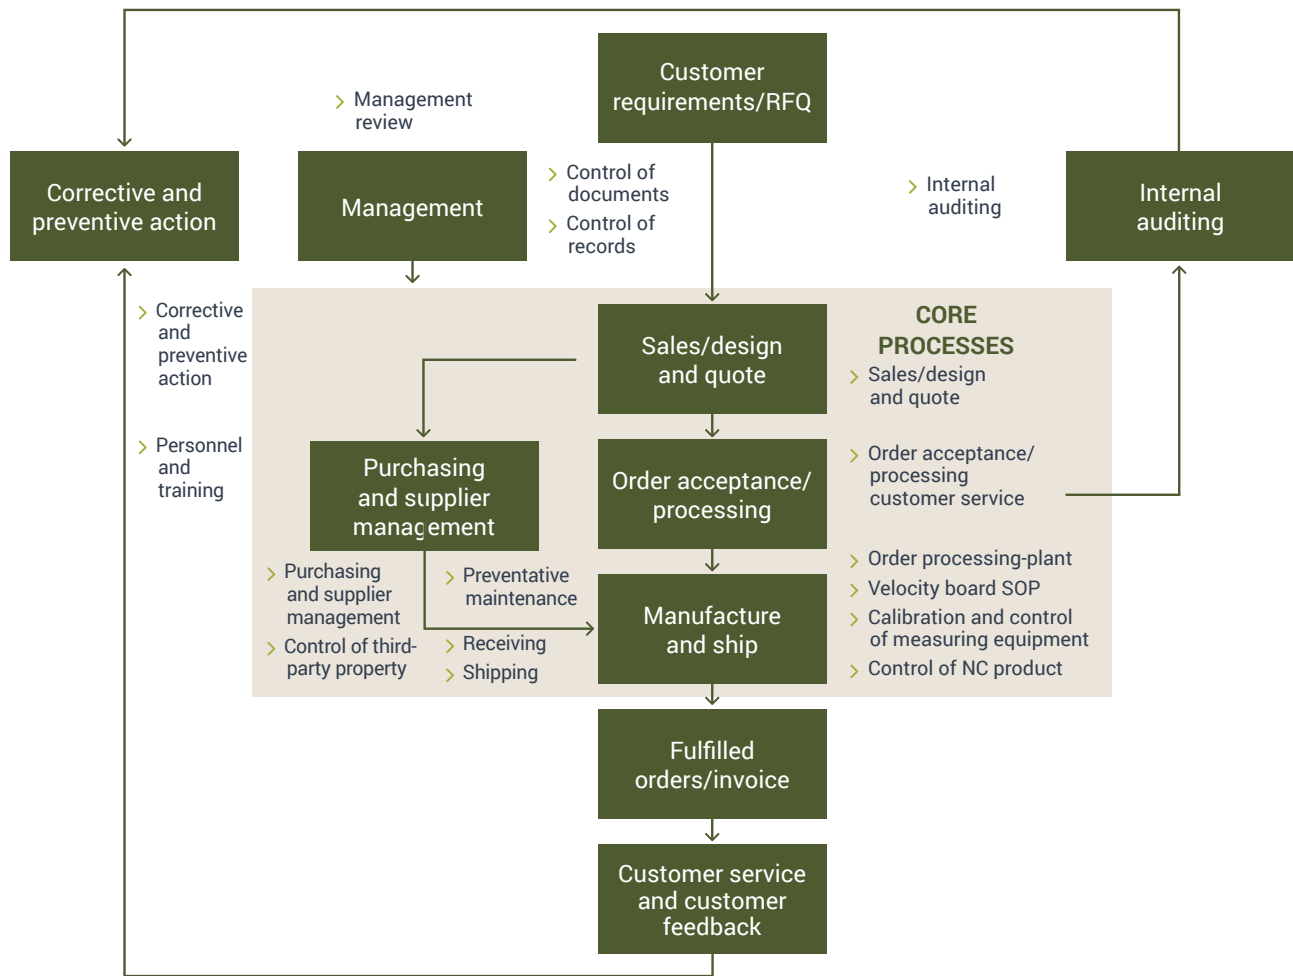 Customer
requirements/RFQ
Management
review
Corrective and
preventive action
Management
Control of
documents
Control of
records
Internal
auditing
Internal
auditing
Corrective
and
preventive
action
Personnel
and
training
CORE
PROCESSES
Sales/design
and quote
Sales/design
and quote
Purchasing
and supplier
management
Order acceptance/
processing
Order acceptance/
processing
customer service
Purchasing
and supplier
management
Control of third-
party property
Preventative
maintenance
Receiving
Shipping
Manufacture
and ship
Order processing-plant
Velocity board SOP
Calibration and control
of measuring equipment
Control of NC product
Fulfilled
orders/invoice
Customer service
and customer
feedback